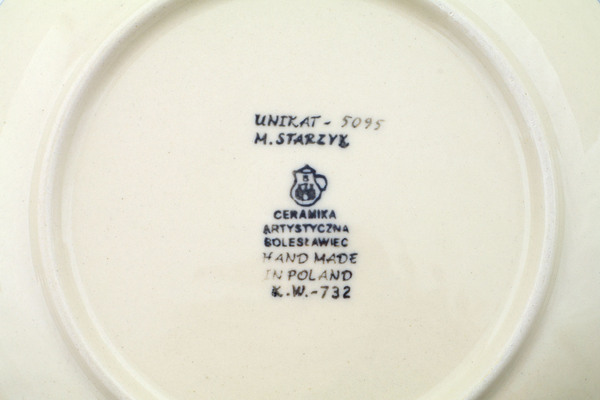 UNIKAT - 5095
M. STARZYK
B
CERAMIKA
ARTYSTYCZNA
BOLESŁAWIEC
HAND MADE
IN POLAND
K.W.-732